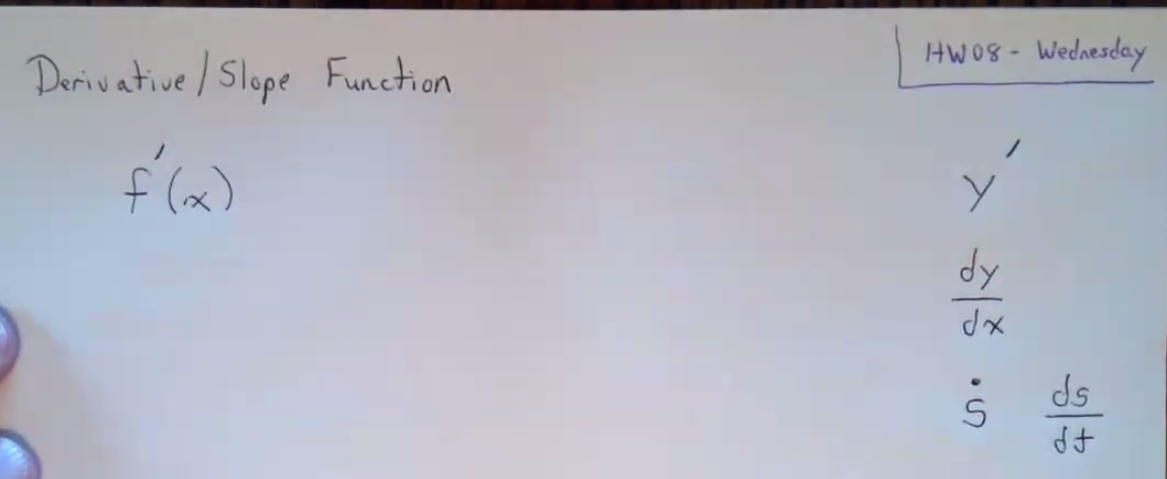 Derivative/Slope Function
HW08 - Wednesday
f'(x)
y'
dy/dx
ṡ ds/dt